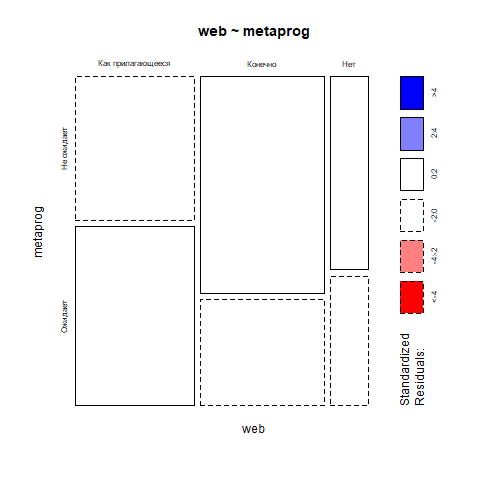 web ~ metaprog
Как прилагающееся
Конечно
Нет
Не ожидает
Ожидает
metaprog
web
>4
2:4
0:2
-2:0
-4:-2
<-4
Standardized
Residuals: